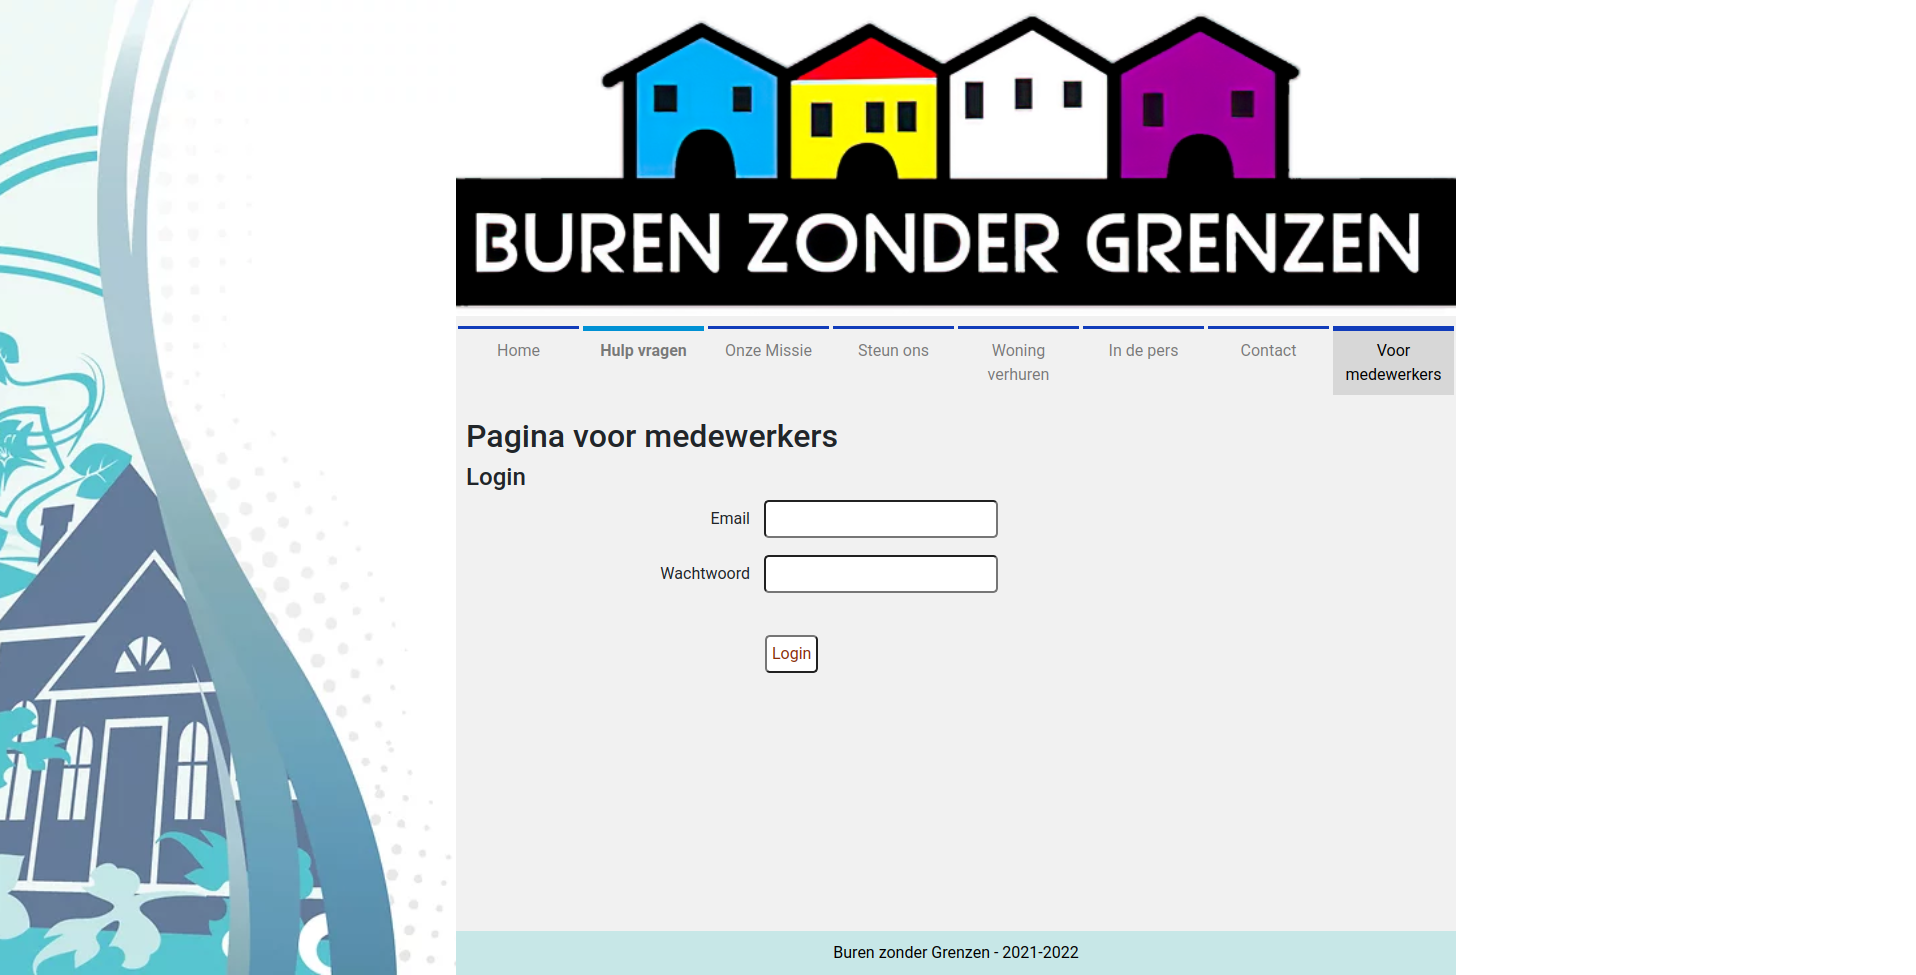 BUREN ZONDER GRENZEN
Home
Hulp vragen
Onze Missie
Steun ons
Woning
verhuren
In de pers
Contact
Voor
medewerkers
Pagina voor medewerkers
Login
Email
Wachtwoord
Login
Buren zonder Grenzen - 2021-2022